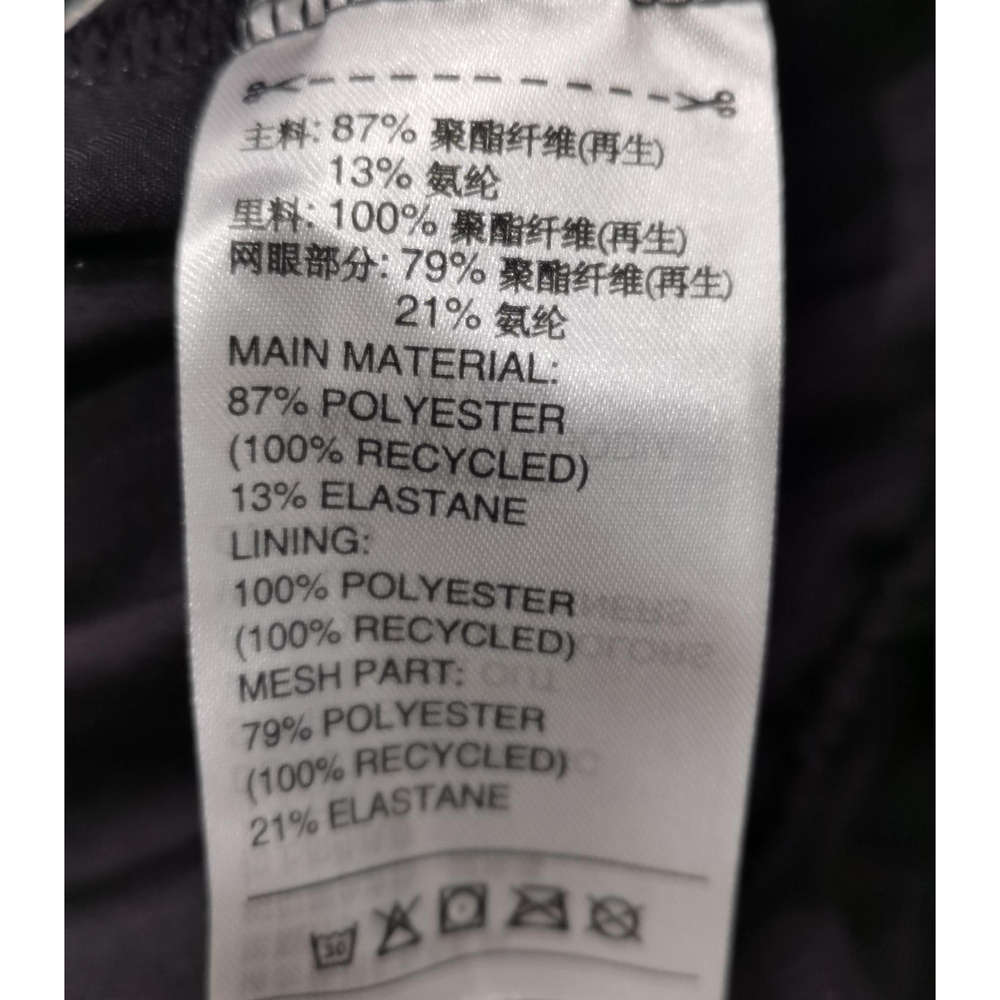 主料: 87% 聚酯纤维(再生)
13% 氨纶
里料: 100% 聚酯纤维(再生)
网眼部分: 79% 聚酯纤维(再生)
21% 氨纶
MAIN MATERIAL:
87% POLYESTER
(100% RECYCLED)
13% ELASTANE
LINING:
100% POLYESTER
(100% RECYCLED)
MESH PART:
79% POLYESTER
(100% RECYCLED)
21% ELASTANE
30